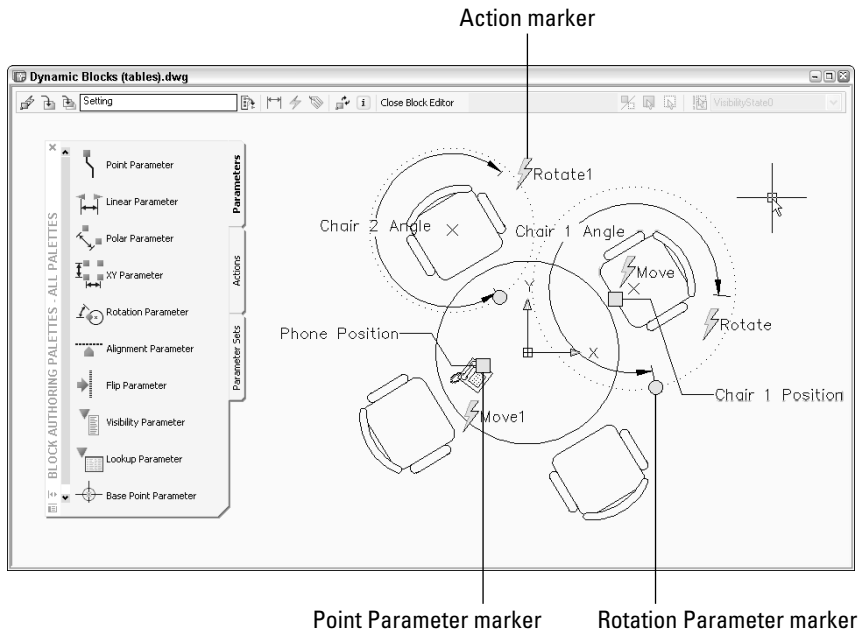 Action marker
Dynamic Blocks (tables).dwg
Setting
Close Block Editor
VisibilityState0
Point Parameter
Linear Parameter
Polar Parameter
XY Parameter
Rotation Parameter
Alignment Parameter
Flip Parameter
Visibility Parameter
Lookup Parameter
Base Point Parameter
Parameters
Actions
Parameter Sets
BLOCK AUTHORING PALETTES - ALL PALETTES
Rotate1
Chair 2 Angle
Chair 1 Angle
Move
Y
X
Rotate
Phone Position
Chair 1 Position
Move1
Point Parameter marker
Rotation Parameter marker